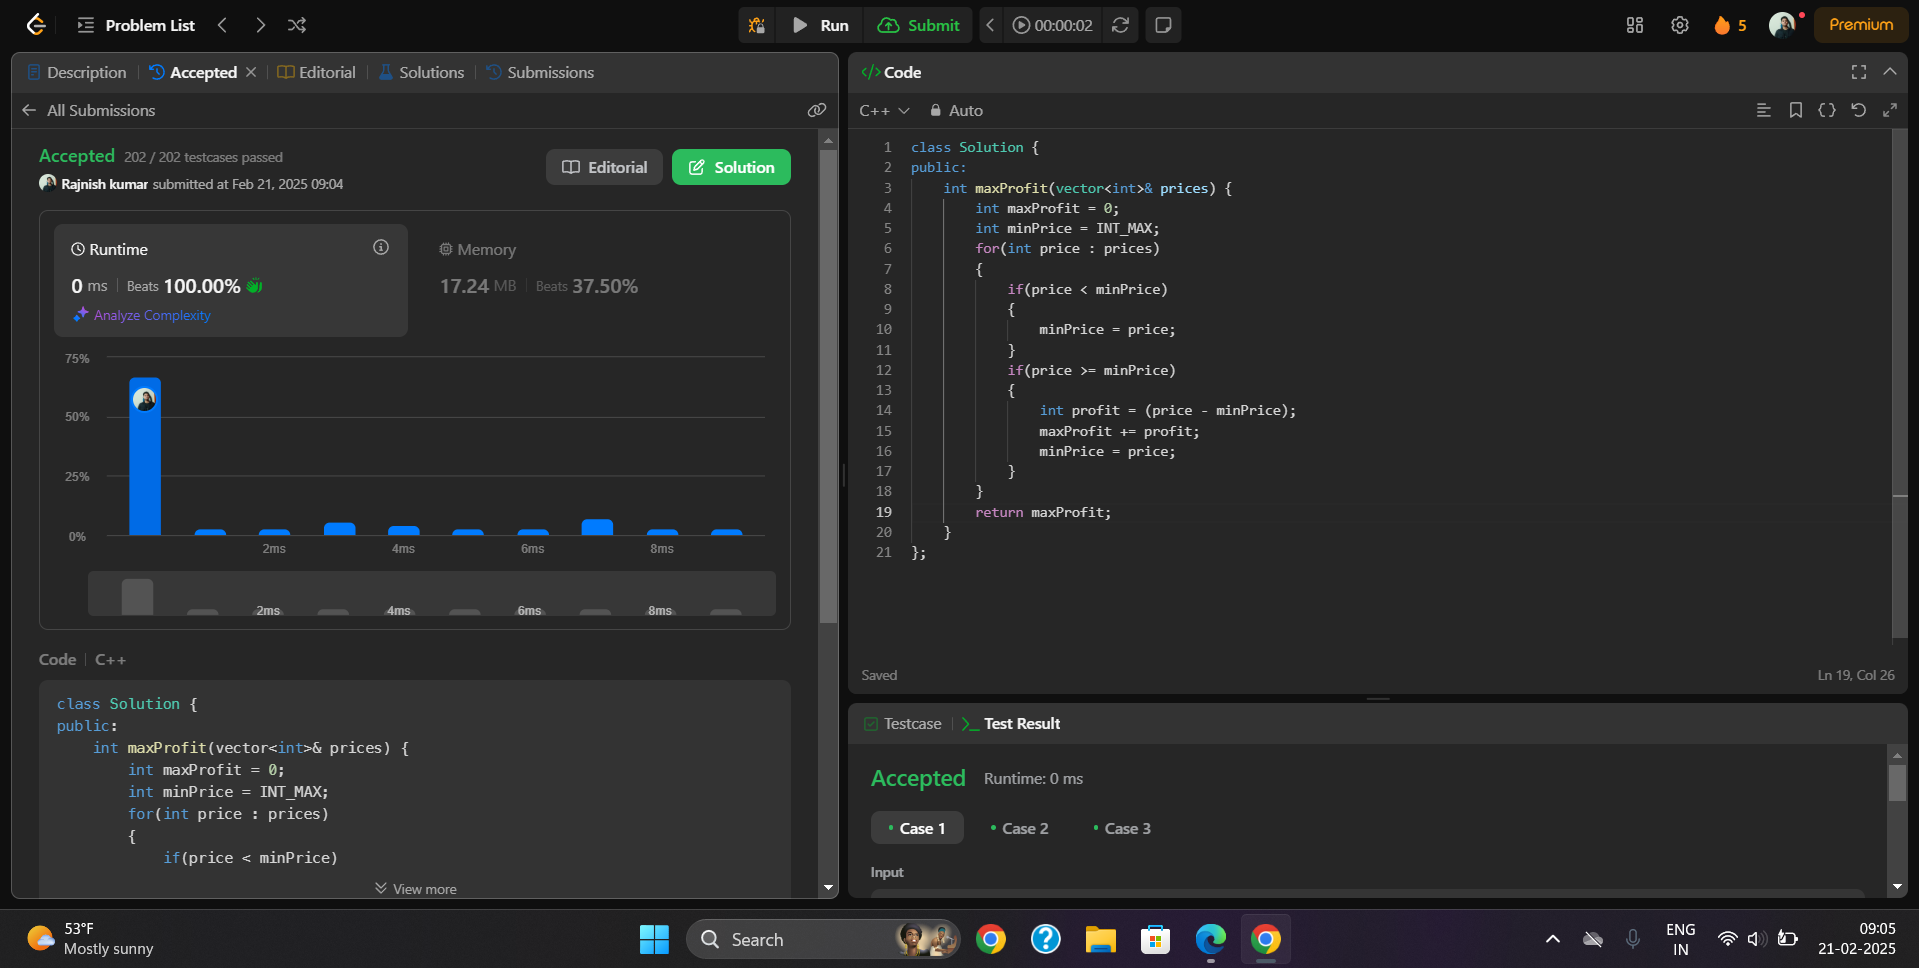 Problem List
Run
Submit
00:00:02
5
Premium
Description
Accepted
Editorial
Solutions
Submissions
All Submissions
Accepted 202 / 202 testcases passed
Rajnish kumar submitted at Feb 21, 2025 09:04
Editorial
Solution
Runtime
0 ms Beats 100.00%
Analyze Complexity
Memory
17.24 MB Beats 37.50%
75%
50%
25%
0%
2ms 4ms 6ms 8ms
2ms 4ms 6ms 8ms
Code C++
class Solution {
public:
    int maxProfit(vector<int>& prices) {
        int maxProfit = 0;
        int minPrice = INT_MAX;
        for(int price : prices)
        {
            if(price < minPrice)
View more
</> Code
C++ Auto
1 class Solution {
2 public:
3     int maxProfit(vector<int>& prices) {
4         int maxProfit = 0;
5         int minPrice = INT_MAX;
6         for(int price : prices)
7         {
8             if(price < minPrice)
9             {
10                 minPrice = price;
11             }
12             if(price >= minPrice)
13             {
14                 int profit = (price - minPrice);
15                 maxProfit += profit;
16                 minPrice = price;
17             }
18         }
19         return maxProfit;
20     }
21 };
Saved
Ln 19, Col 26
Testcase
Test Result
Accepted Runtime: 0 ms
Case 1 Case 2 Case 3
Input
53°F
Mostly sunny
Search
ENG
IN
09:05
21-02-2025